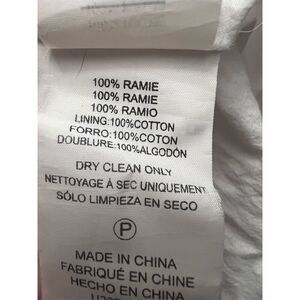 100% RAMIE
100% RAMIE
100% RAMIO
LINING:100%COTTON
FORRO:100%COTON
DOUBLURE:100%ALGODÓN
DRY CLEAN ONLY
NETTOYAGE À SEC UNIQUEMENT
SÓLO LIMPIEZA EN SECO
P
MADE IN CHINA
FABRIQUÉ EN CHINE
HECHO EN CHINA